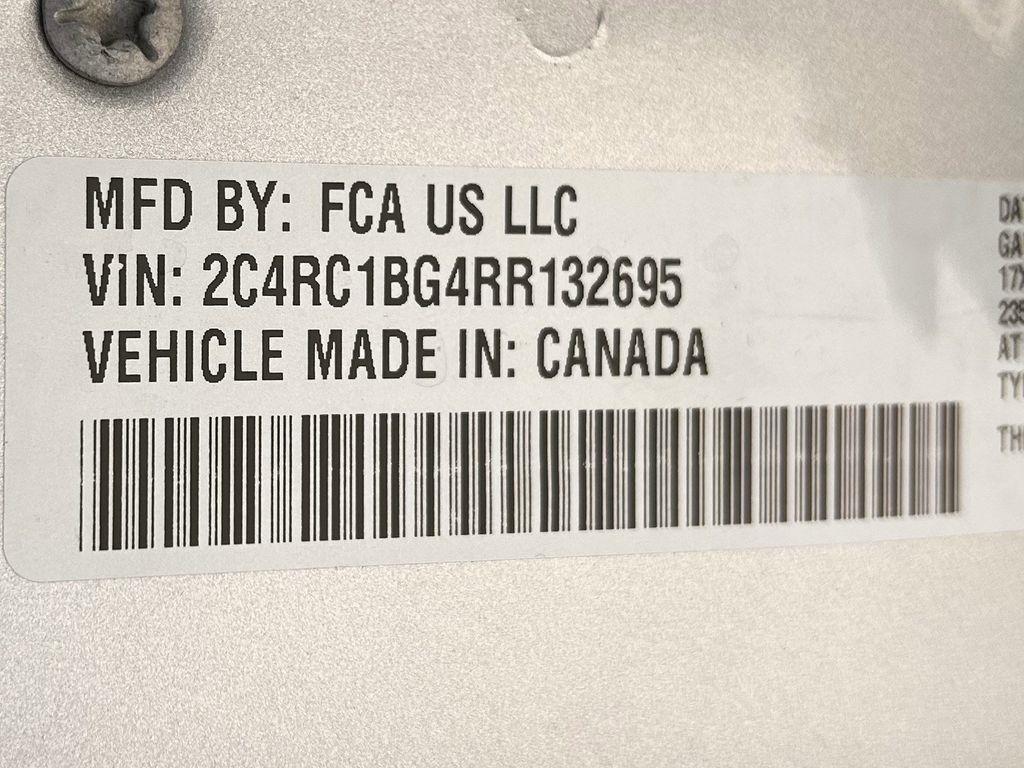 MFD BY: FCA US LLC
VIN: 2C4RC1BG4RR132695
VEHICLE MADE IN: CANADA